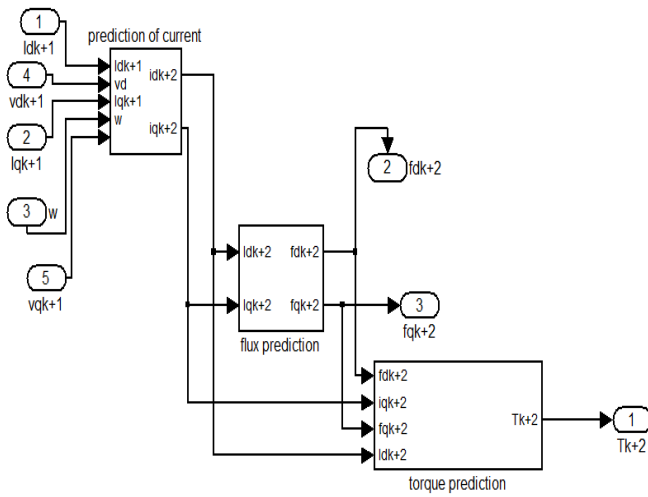 1
Idk+1
4
vdk+1
2
Iqk+1
3
w
5
vqk+1
prediction of current
Idk+1
vd
Iqk+1
w
idk+2
iqk+2
2
fdk+2
Idk+2
Iqk+2
fdk+2
fqk+2
flux prediction
3
fqk+2
fdk+2
iqk+2
fqk+2
Idk+2
Tk+2
torque prediction
1
Tk+2